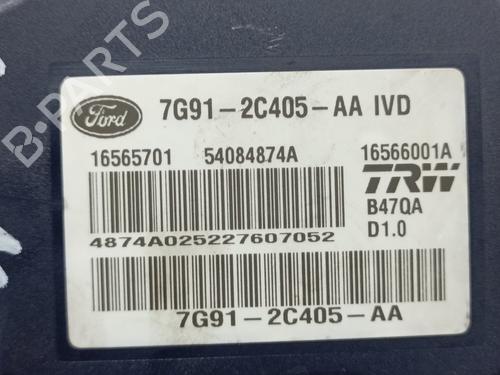 Ford 7G91-2C405-AA IVD
16565701 54084874A 16566001A
TRW
B47QA
4874A025227607052 D1.0
7G91-2C405-AA
B-PARTS